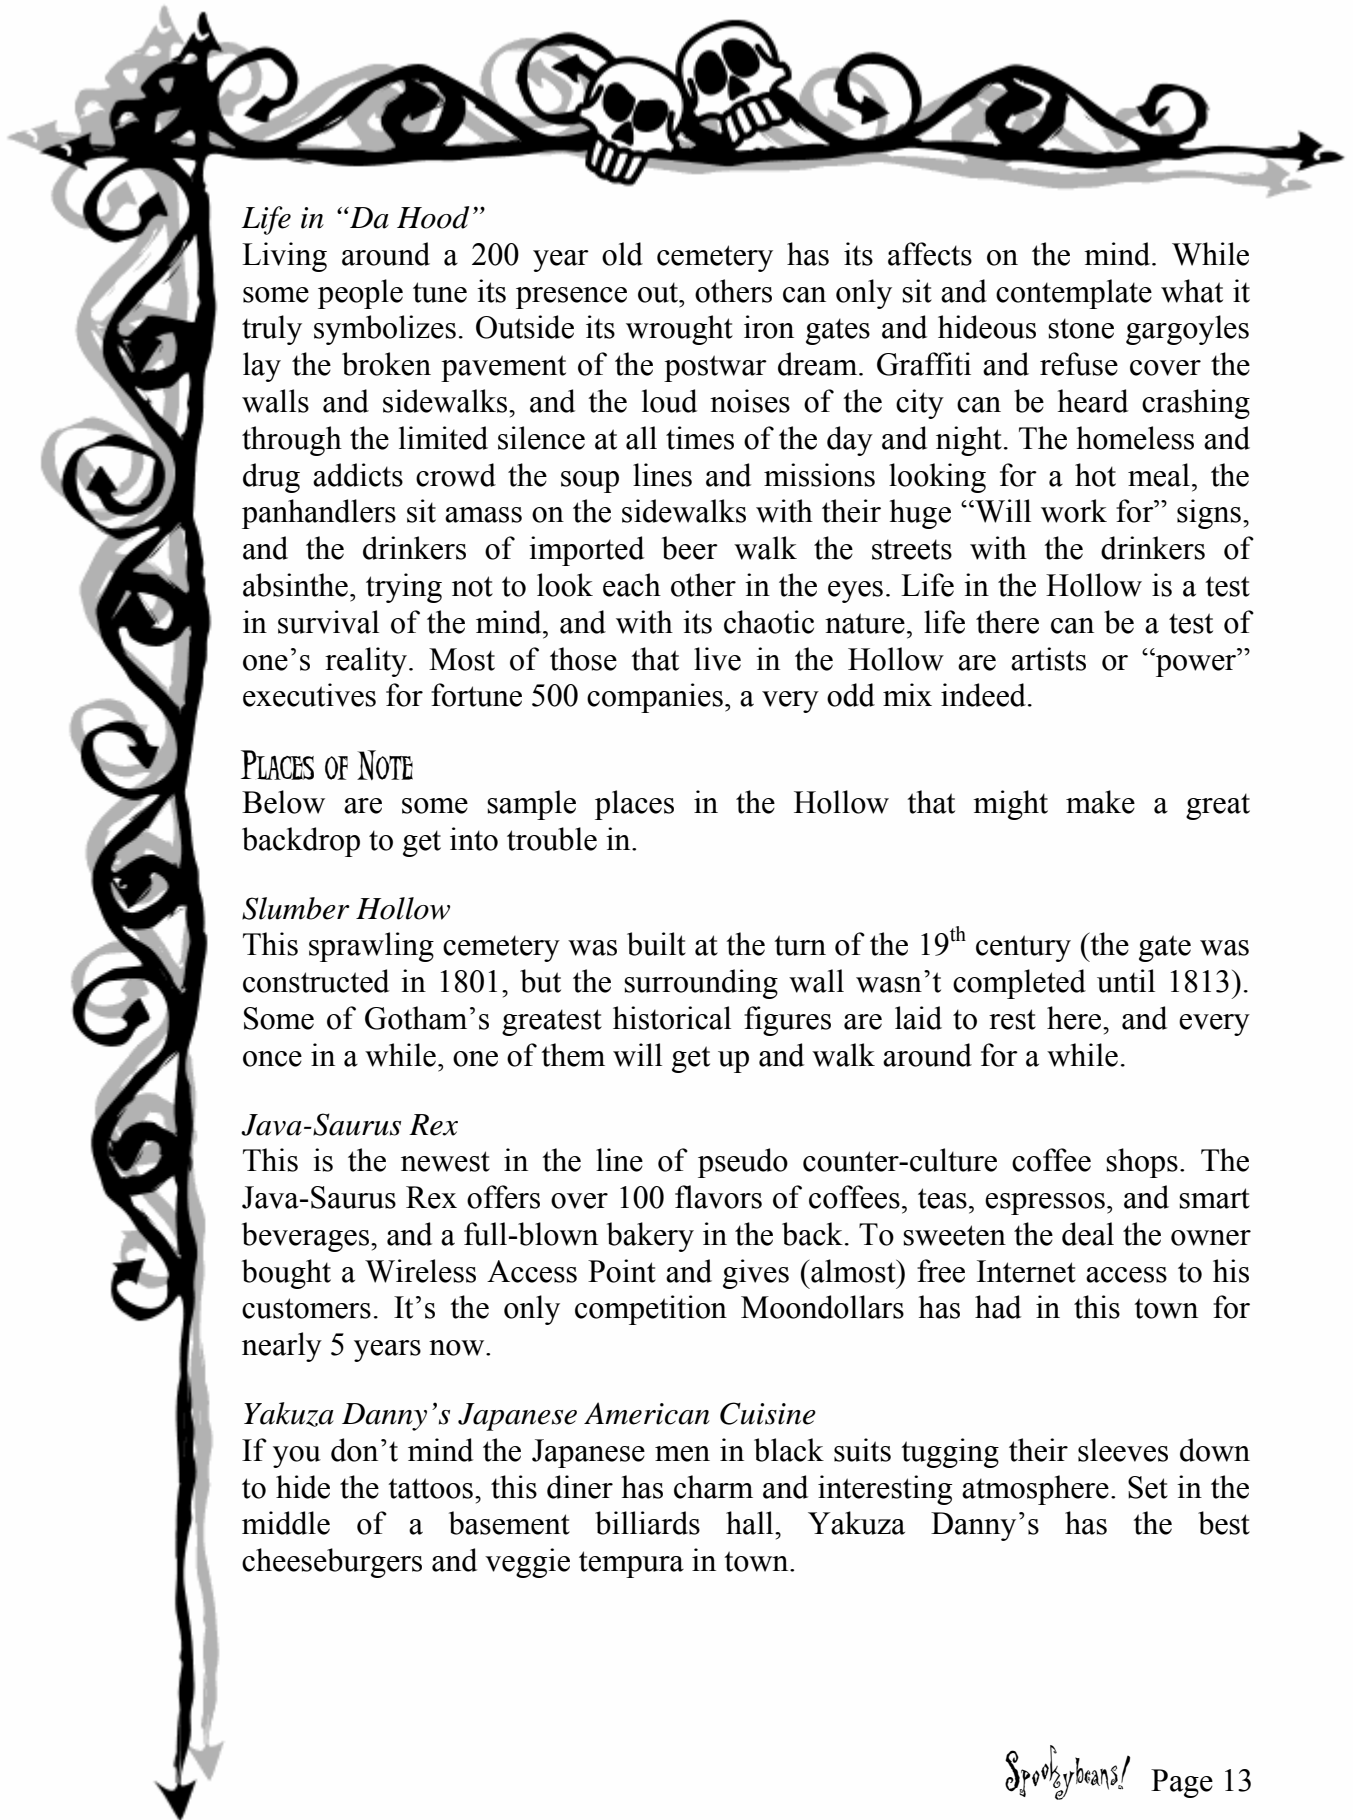 Life in “Da Hood”
Living around a 200 year old cemetery has its affects on the mind. While
some people tune its presence out, others can only sit and contemplate what it
truly symbolizes. Outside its wrought iron gates and hideous stone gargoyles
lay the broken pavement of the postwar dream. Graffiti and refuse cover the
walls and sidewalks, and the loud noises of the city can be heard crashing
through the limited silence at all times of the day and night. The homeless and
drug addicts crowd the soup lines and missions looking for a hot meal, the
panhandlers sit amass on the sidewalks with their huge “Will work for” signs,
and the drinkers of imported beer walk the streets with the drinkers of
absinthe, trying not to look each other in the eyes. Life in the Hollow is a test
in survival of the mind, and with its chaotic nature, life there can be a test of
one’s reality. Most of those that live in the Hollow are artists or “power”
executives for fortune 500 companies, a very odd mix indeed.
Places of Note
Below are some sample places in the Hollow that might make a great
backdrop to get into trouble in.
Slumber Hollow
This sprawling cemetery was built at the turn of the 19th century (the gate was
constructed in 1801, but the surrounding wall wasn’t completed until 1813).
Some of Gotham’s greatest historical figures are laid to rest here, and every
once in a while, one of them will get up and walk around for a while.
Java-Saurus Rex
This is the newest in the line of pseudo counter-culture coffee shops. The
Java-Saurus Rex offers over 100 flavors of coffees, teas, espressos, and smart
beverages, and a full-blown bakery in the back. To sweeten the deal the owner
bought a Wireless Access Point and gives (almost) free Internet access to his
customers. It’s the only competition Moondollars has had in this town for
nearly 5 years now.
Yakuza Danny’s Japanese American Cuisine
If you don’t mind the Japanese men in black suits tugging their sleeves down
to hide the tattoos, this diner has charm and interesting atmosphere. Set in the
middle of a basement billiards hall, Yakuza Danny’s has the best
cheeseburgers and veggie tempura in town.
Spookybeans! Page 13